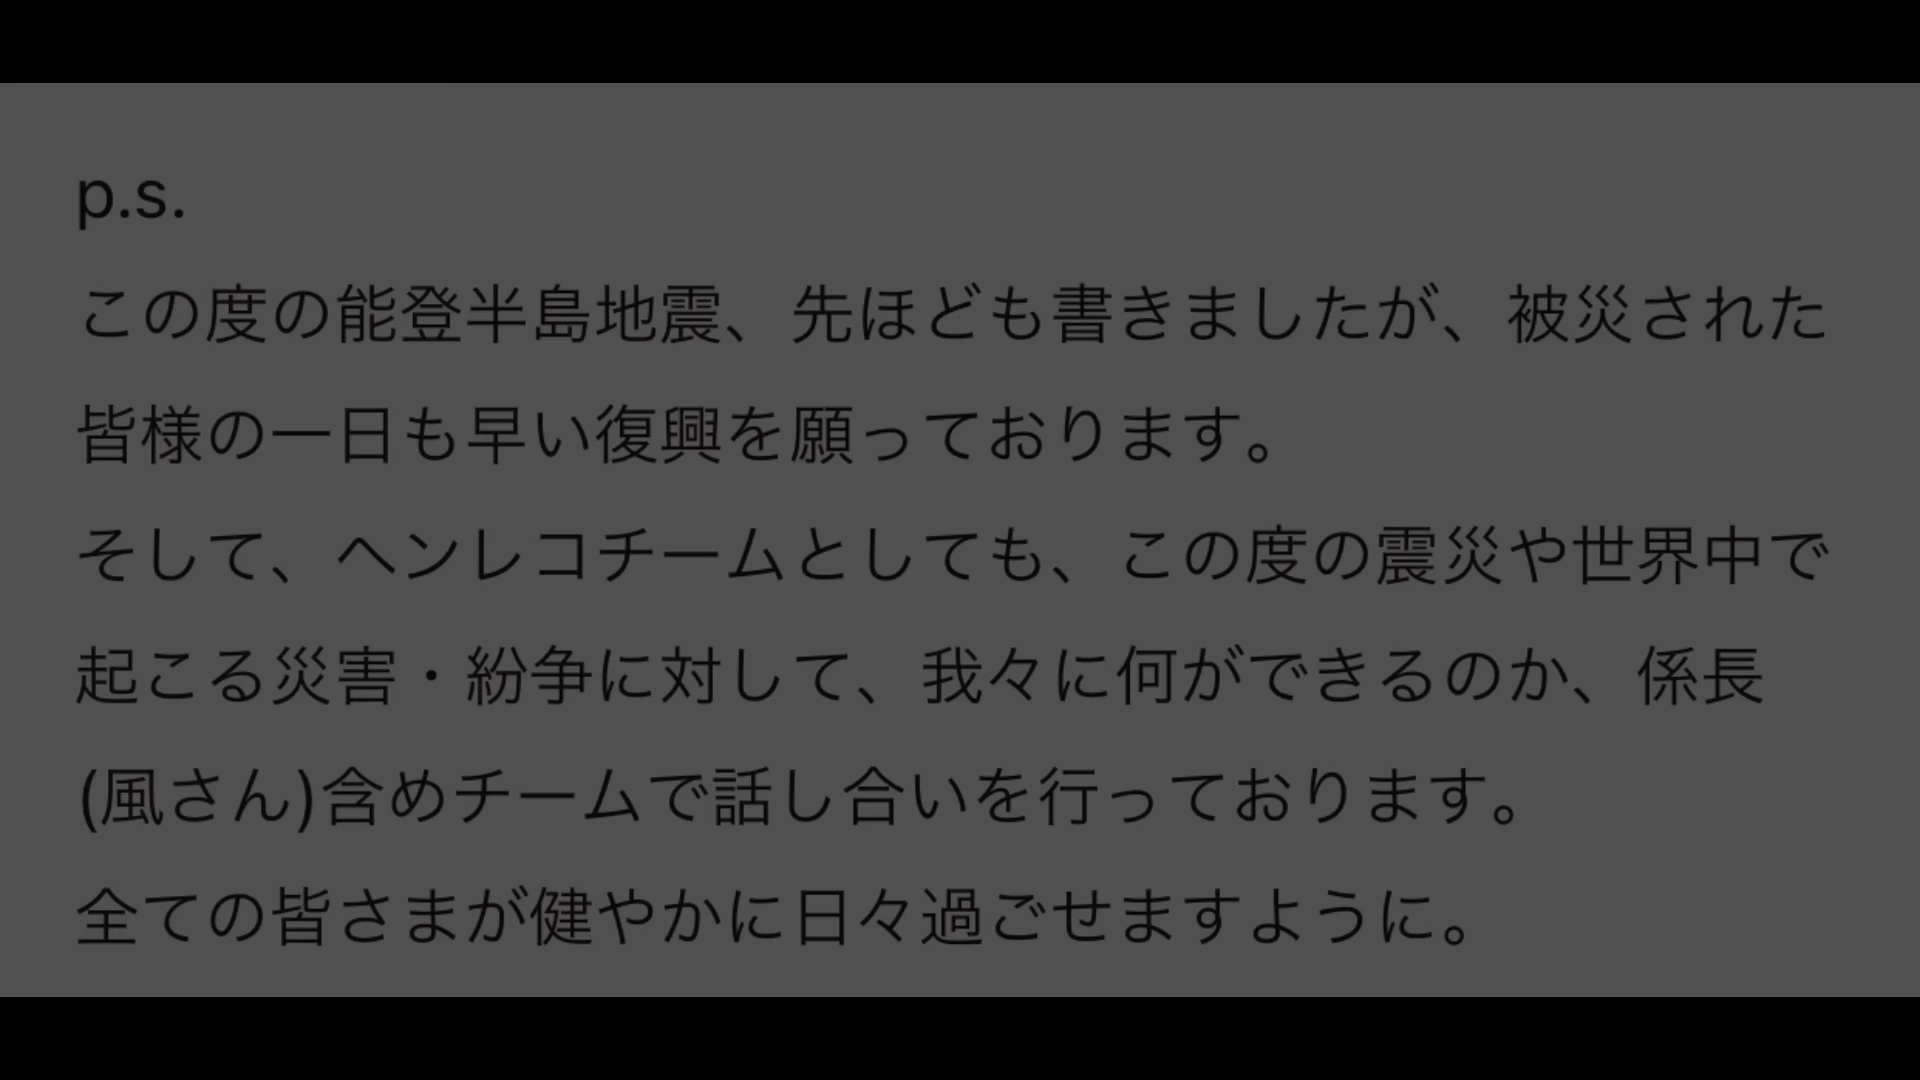 p.s.
この度の能登半島地震、先ほども書きましたが、被災された
皆様の一日も早い復興を願っております。
そして、ヘンレコチームとしても、この度の震災や世界中で
起こる災害・紛争に対して、我々に何ができるのか、係長
(風さん)含めチームで話し合いを行っております。
全ての皆さまが健やかに日々過ごせますように。